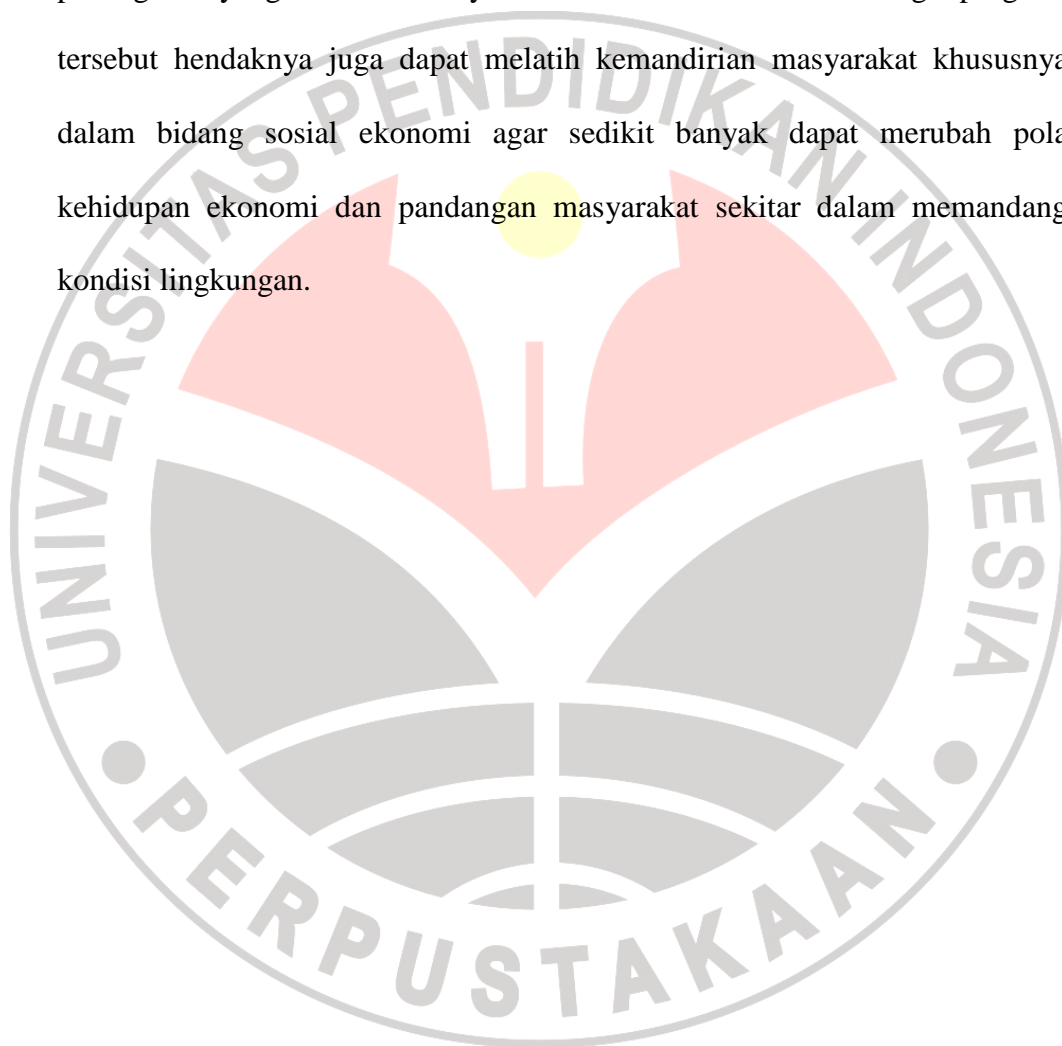 tersebut hendaknya juga dapat melatih kemandirian masyarakat khususnya
dalam bidang sosial ekonomi agar sedikit banyak dapat merubah pola
kehidupan ekonomi dan pandangan masyarakat sekitar dalam memandang
kondisi lingkungan.
UNIVERSITAS PENDIDIKAN INDONESIA
PERPUSTAKAAN